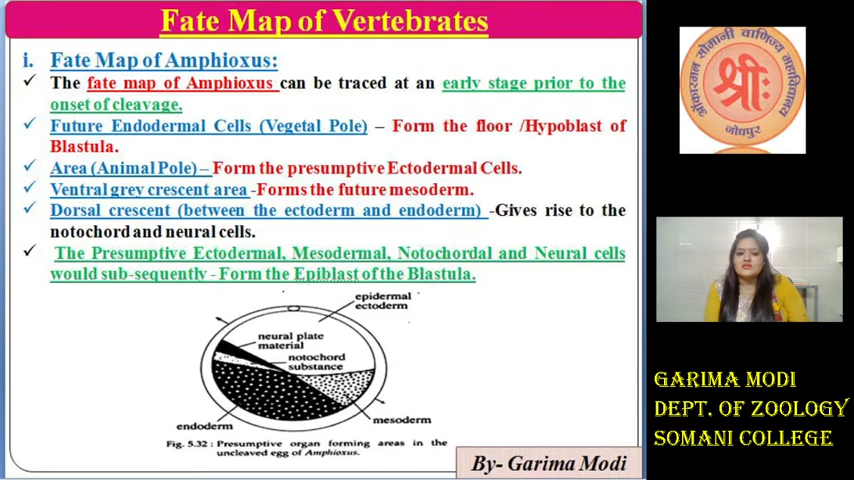 Fate Map of Vertebrates
i. Fate Map of Amphioxus:
✓ The fate map of Amphioxus can be traced at an early stage prior to the
onset of cleavage.
✓ Future Endodermal Cells (Vegetal Pole) – Form the floor /Hypoblast of
Blastula.
✓ Area (Animal Pole) – Form the presumptive Ectodermal Cells.
✓ Ventral grey crescent area -Forms the future mesoderm.
✓ Dorsal crescent (between the ectoderm and endoderm) -Gives rise to the
notochord and neural cells.
✓ The Presumptive Ectodermal, Mesodermal, Notochordal and Neural cells
would sub-sequently - Form the Epiblast of the Blastula.
epidermal
ectoderm
neural plate
material
notochord
substance
endoderm
mesoderm
Fig. 5.32 : Presumptive organ forming areas in the
uncleaved egg of Amphioxus.
By- Garima Modi
श्री:
जोधपुर
GARIMA MODI
DEPT. OF ZOOLOGY
SOMANI COLLEGE